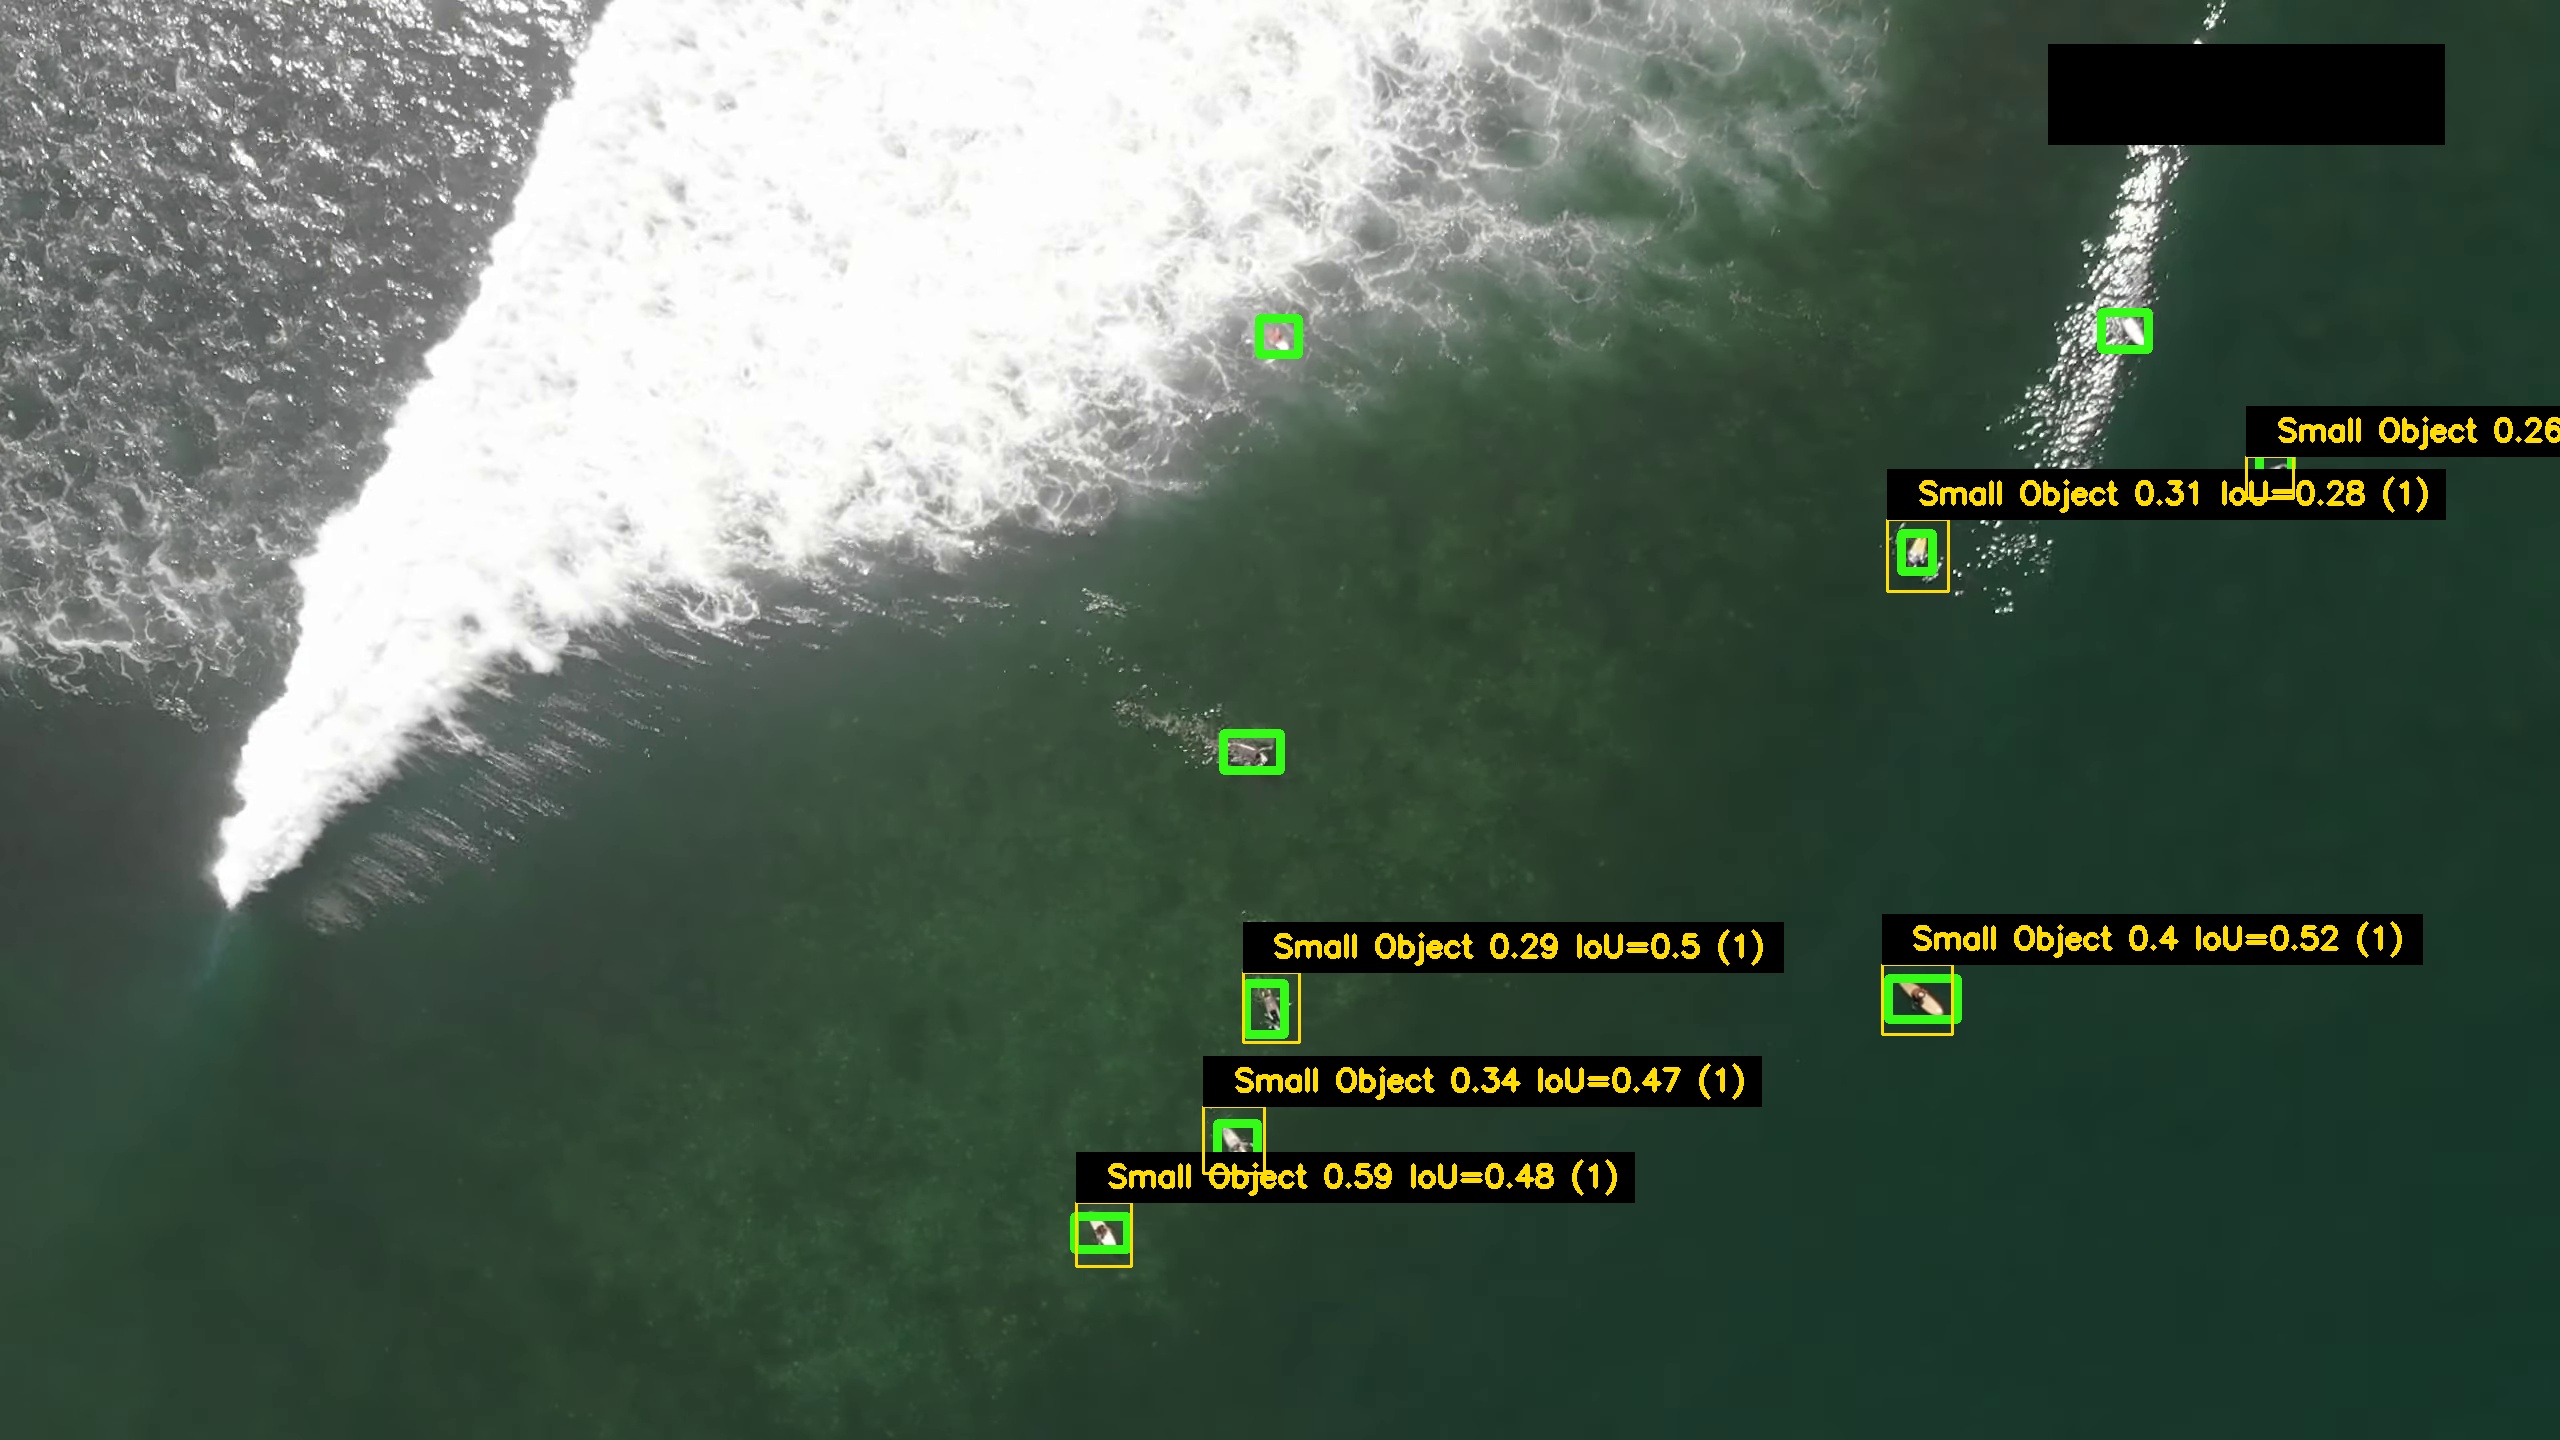 Small Object 0.26
Small Object 0.31 IoU=0.28 (1)
Small Object 0.29 IoU=0.5 (1)
Small Object 0.4 IoU=0.52 (1)
Small Object 0.34 IoU=0.47 (1)
Small Object 0.59 IoU=0.48 (1)